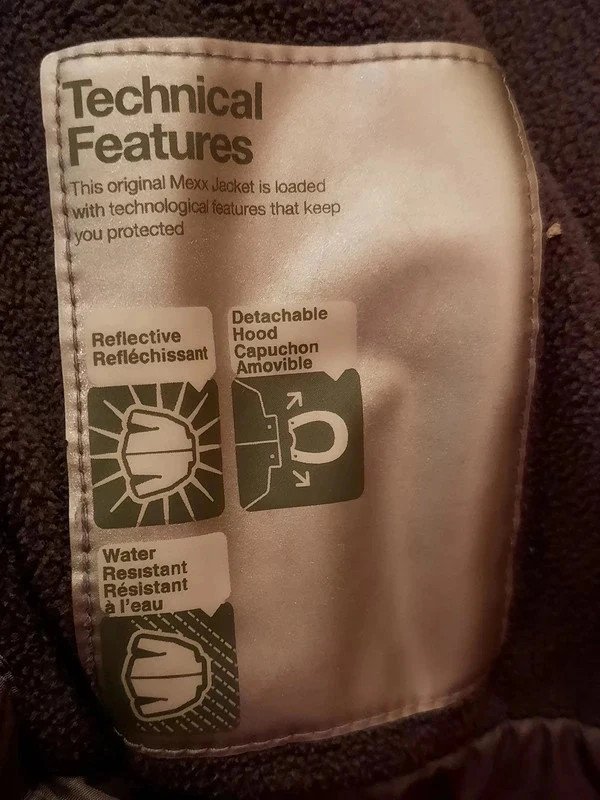 Technical
Features
This original Mexx Jacket is loaded
with technological features that keep
you protected
Reflective
Refléchissant
Detachable
Hood
Capuchon
Amovible
Water
Resistant
Résistant
à l'eau